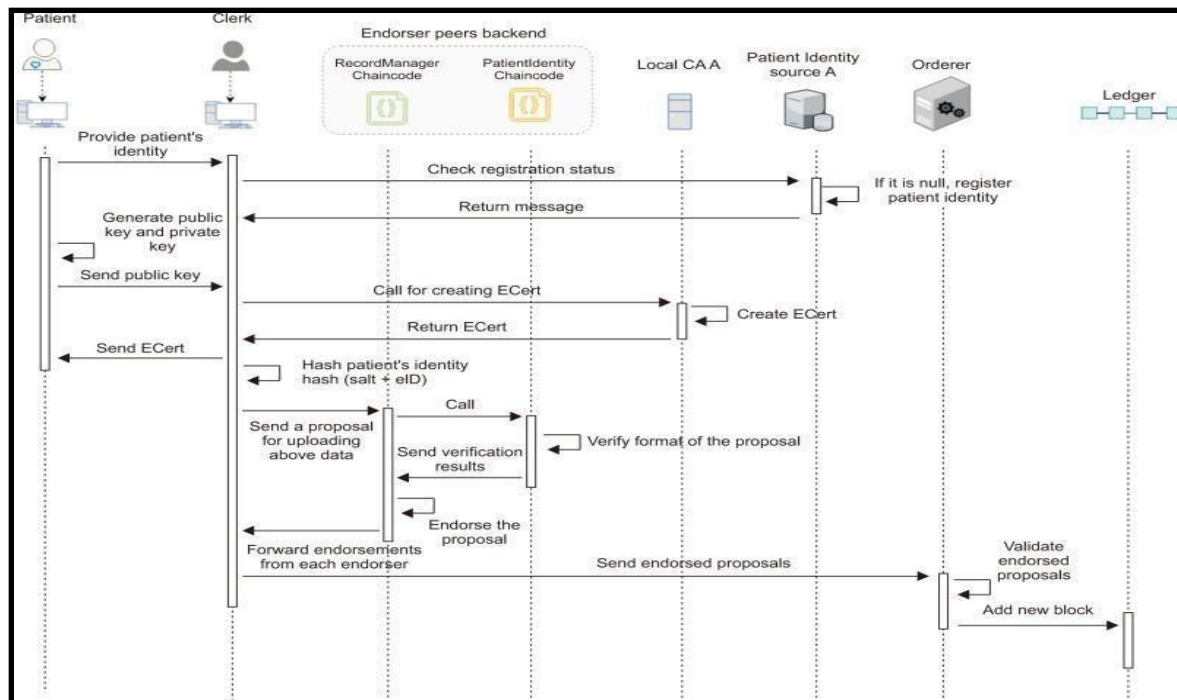 Patient
Clerk
Endorser peers backend
RecordManager
Chaincode
PatientIdentity
Chaincode
Local CA A
Patient Identity
source A
Orderer
Ledger
Provide patient's
identity
Check registration status
If it is null, register
patient identity
Return message
Generate public
key and private
key
Send public key
Call for creating ECert
Create ECert
Return ECert
Send ECert
Hash patient's identity
hash (salt + eID)
Call
Send a proposal
for uploading
above data
Verify format of the proposal
Send verification
results
Endorse the
proposal
Forward endorsements
from each endorser
Send endorsed proposals
Validate
endorsed
proposals
Add new block